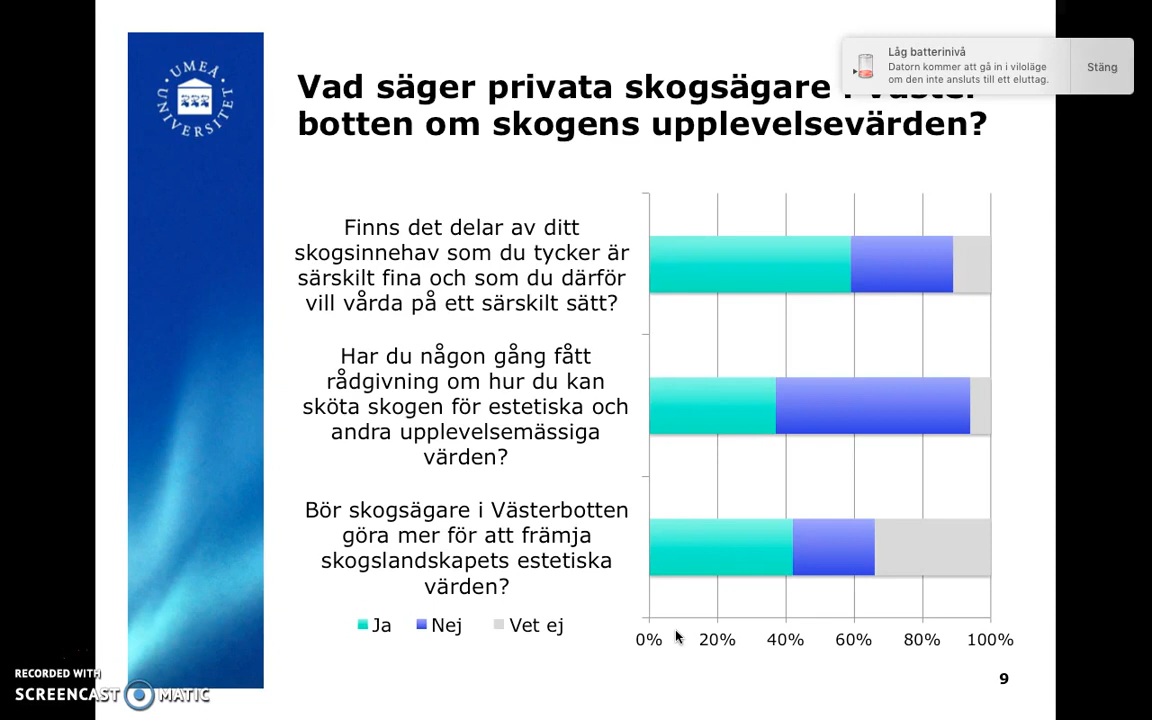 UMEÅ
UNIVERSITET
Låg batterinivå
Datorn kommer att gå in i viloläge
om den inte ansluts till ett eluttag.
Stäng
Vad säger privata skogsägare
botten om skogens upplevelsevärden?
Finns det delar av ditt
skogsinnehav som du tycker är
särskilt fina och som du därför
vill vårda på ett särskilt sätt?
Har du någon gång fått
rådgivning om hur du kan
sköta skogen för estetiska och
andra upplevelsemässiga
värden?
Bör skogsägare i Västerbotten
göra mer för att främja
skogslandskapets estetiska
värden?
Ja Nej Vet ej
0% 20% 40% 60% 80% 100%
9
RECORDED WITH
SCREENCAST MATIC